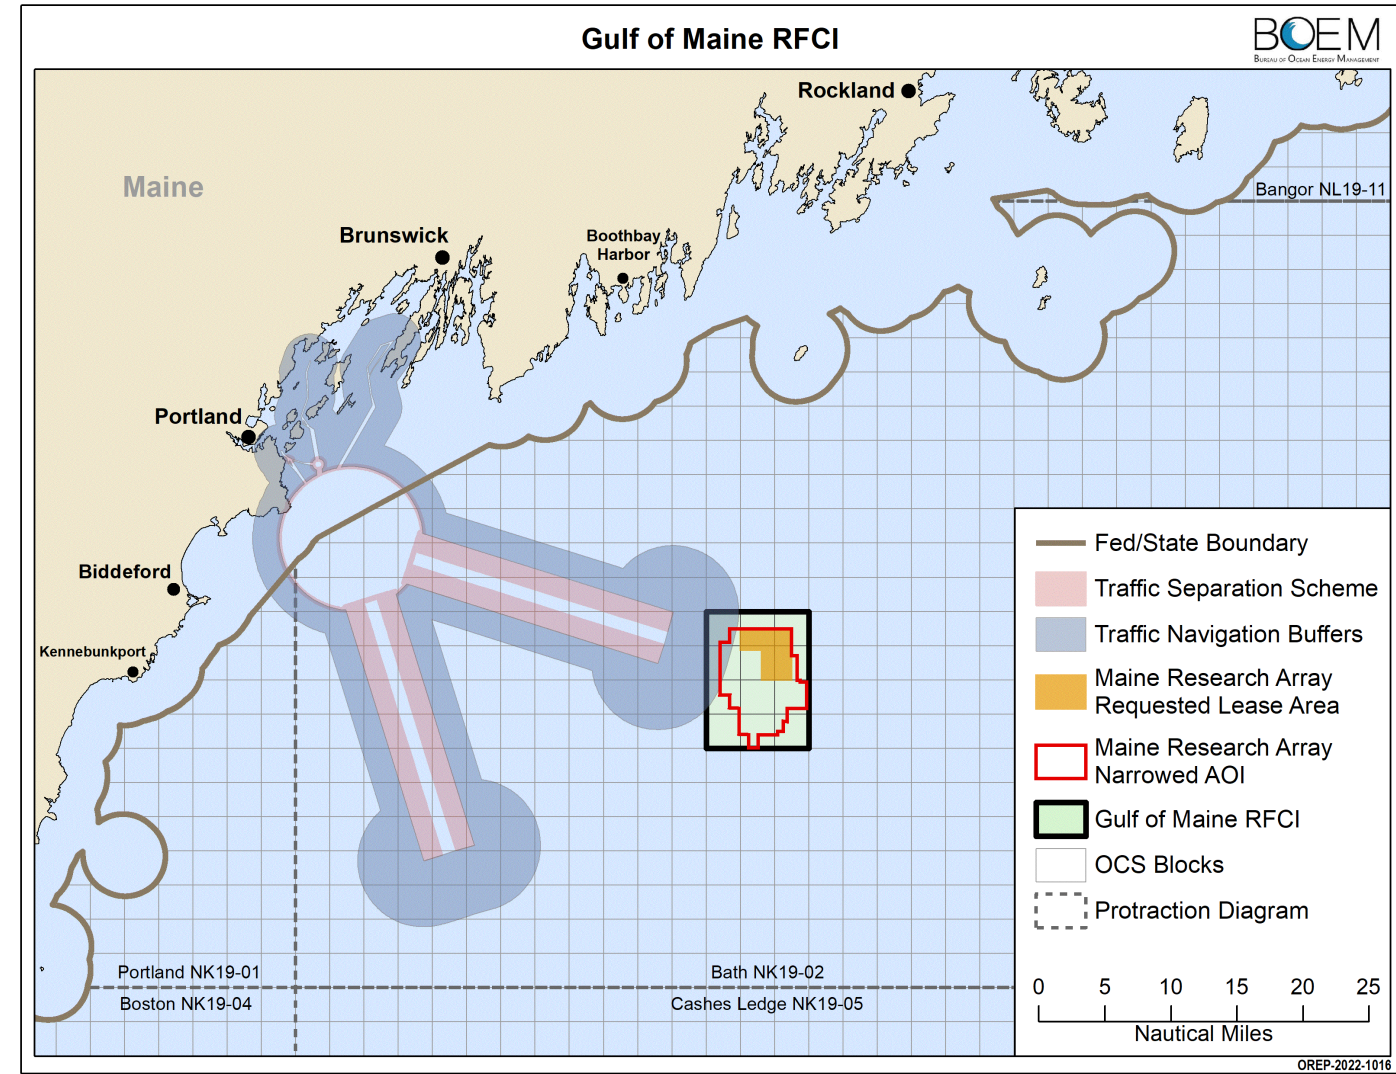 Gulf of Maine RFCI
BOEM
BUREAU OF OCEAN ENERGY MANAGEMENT
Rockland
Maine
Bangor NL19-11
Brunswick
Boothbay
Harbor
Portland
Biddeford
Kennebunkport
Portland NK19-01
Bath NK19-02
Boston NK19-04
Cashes Ledge NK19-05
Fed/State Boundary
Traffic Separation Scheme
Traffic Navigation Buffers
Maine Research Array
Requested Lease Area
Maine Research Array
Narrowed AOI
Gulf of Maine RFCI
OCS Blocks
Protraction Diagram
0 5 10 15 20 25
Nautical Miles
OREP-2022-1016